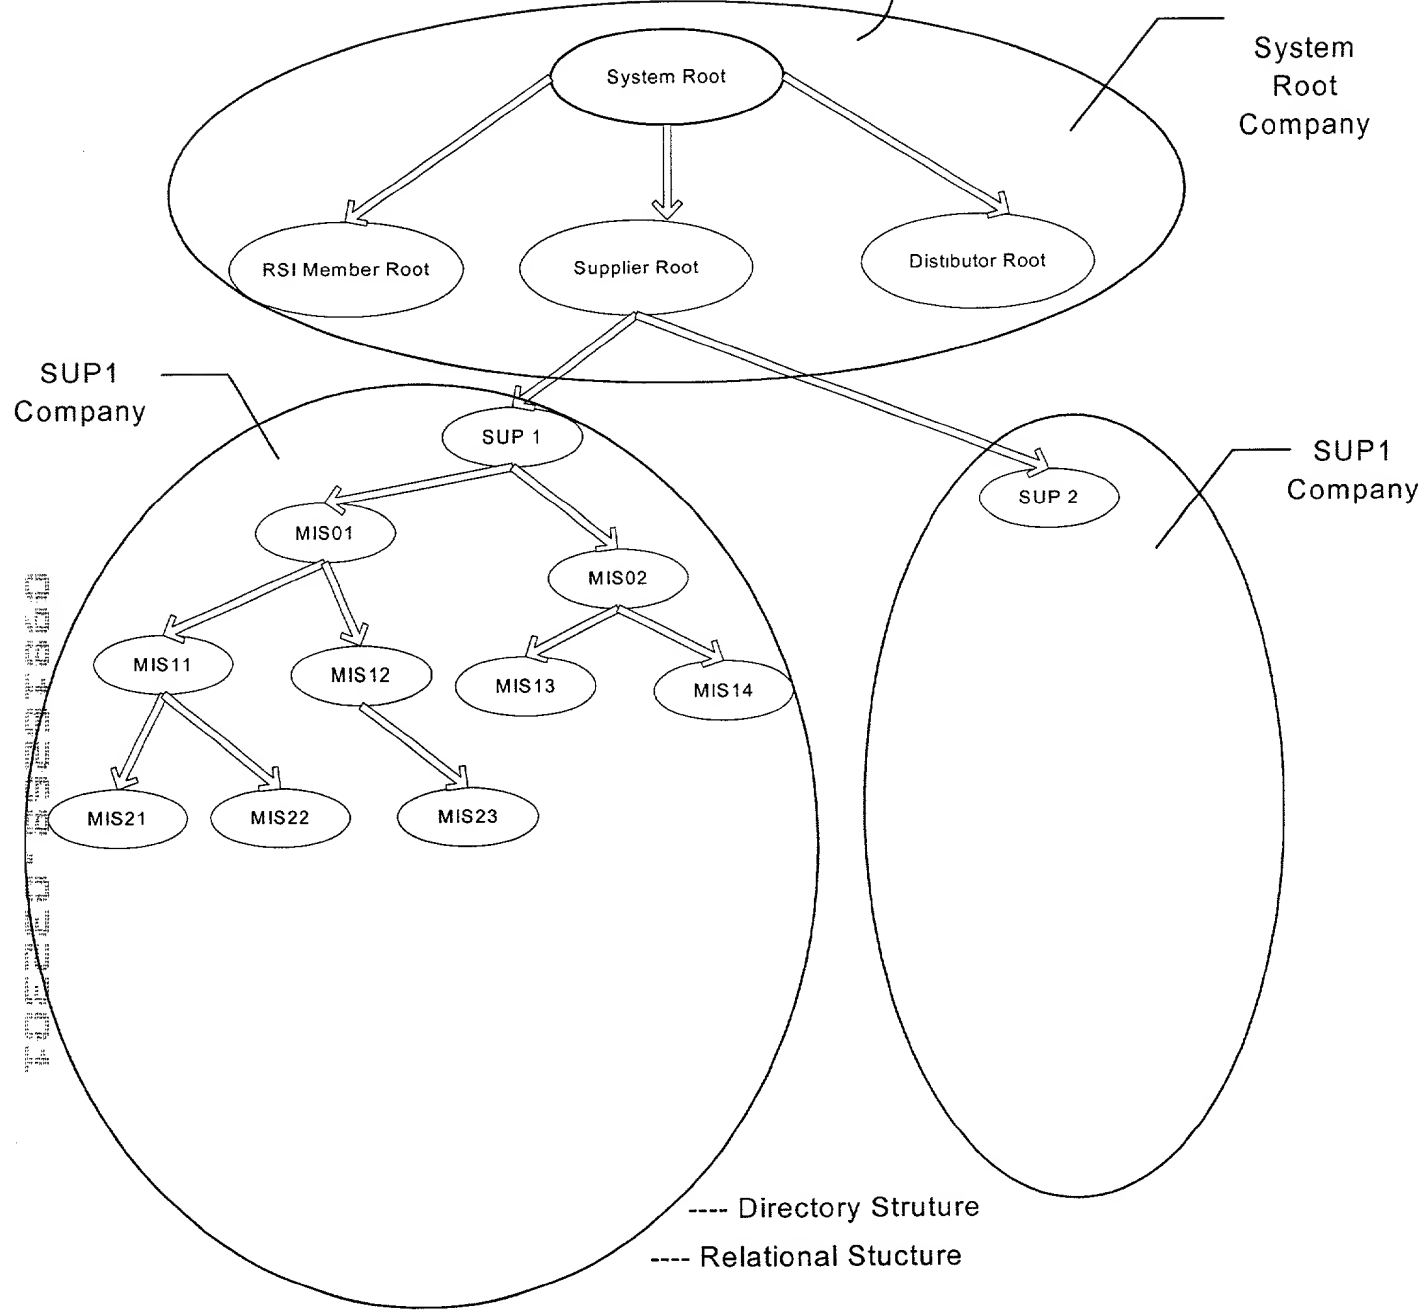 System Root
System
Root
Company
RSI Member Root
Supplier Root
Distibutor Root
SUP1
Company
SUP 1
SUP 2
SUP1
Company
MIS01
MIS02
MIS11
MIS12
MIS13
MIS14
MIS21
MIS22
MIS23
---- Directory Struture
---- Relational Stucture